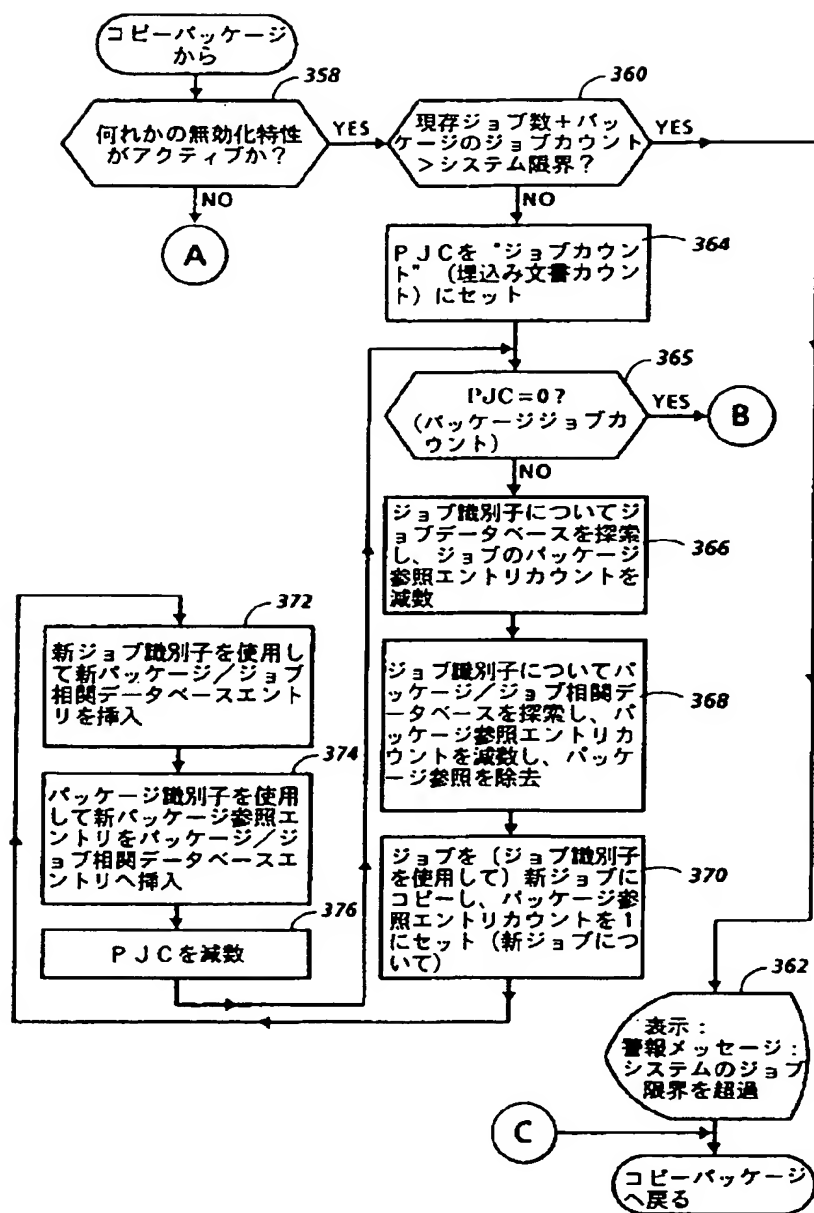 コピーパッケージ
から
358
何れかの無効化特性
がアクティブか?
YES
NO
A
360
現存ジョブ数+パッ
ケージのジョブカウント
>システム限界?
YES
NO
364
PJCを“ジョブカウン
ト”(埋込み文書カウン
ト)にセット
365
PJC=0?
(パッケージジョブカ
ウント)
YES
B
NO
366
ジョブ識別子についてジ
ョブデータベースを探索
し、ジョブのパッケージ
参照エントリカウントを
減数
368
ジョブ識別子についてパ
ッケージ/ジョブ相関デ
ータベースを探索し、パ
ッケージ参照エントリカ
ウントを減数し、パッケ
ージ参照を除去
370
ジョブを(ジョブ識別子
を使用して)新ジョブに
コピーし、パッケージ参
照エントリカウントを1
にセット(新ジョブにつ
いて)
372
新ジョブ識別子を使用し
て新パッケージ/ジョブ
相関データベースエント
リを挿入
374
パッケージ識別子を使用
して新パッケージ参照エ
ントリをパッケージ/ジ
ョブ相関データベースエ
ントリへ挿入
376
PJCを減数
362
表示:
警報メッセージ:
システムのジョブ
限界を超過
C
コピーパッケージ
へ戻る